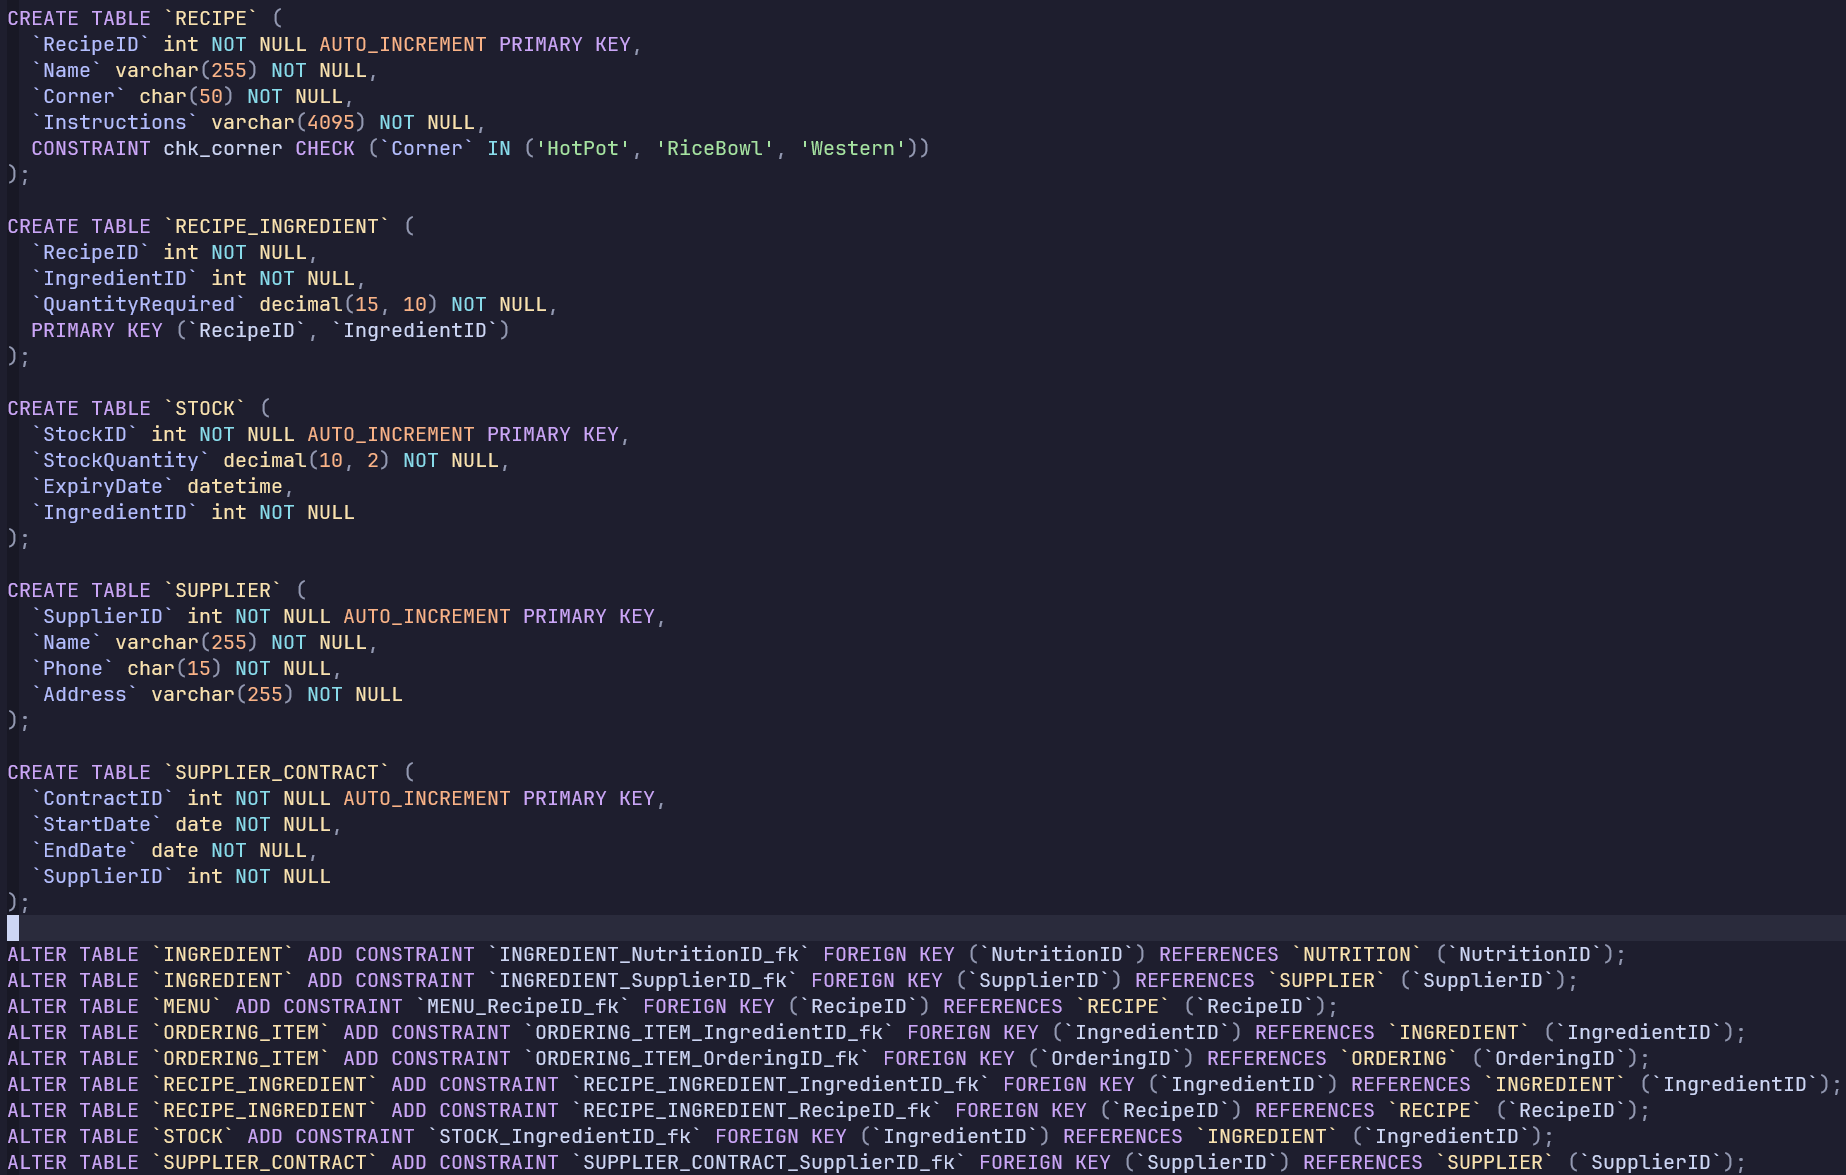 CREATE TABLE `RECIPE` (
  `RecipeID` int NOT NULL AUTO_INCREMENT PRIMARY KEY,
  `Name` varchar(255) NOT NULL,
  `Corner` char(50) NOT NULL,
  `Instructions` varchar(4095) NOT NULL,
  CONSTRAINT chk_corner CHECK (`Corner` IN ('HotPot', 'RiceBowl', 'Western'))
);

CREATE TABLE `RECIPE_INGREDIENT` (
  `RecipeID` int NOT NULL,
  `IngredientID` int NOT NULL,
  `QuantityRequired` decimal(15, 10) NOT NULL,
  PRIMARY KEY (`RecipeID`, `IngredientID`)
);

CREATE TABLE `STOCK` (
  `StockID` int NOT NULL AUTO_INCREMENT PRIMARY KEY,
  `StockQuantity` decimal(10, 2) NOT NULL,
  `ExpiryDate` datetime,
  `IngredientID` int NOT NULL
);

CREATE TABLE `SUPPLIER` (
  `SupplierID` int NOT NULL AUTO_INCREMENT PRIMARY KEY,
  `Name` varchar(255) NOT NULL,
  `Phone` char(15) NOT NULL,
  `Address` varchar(255) NOT NULL
);

CREATE TABLE `SUPPLIER_CONTRACT` (
  `ContractID` int NOT NULL AUTO_INCREMENT PRIMARY KEY,
  `StartDate` date NOT NULL,
  `EndDate` date NOT NULL,
  `SupplierID` int NOT NULL
);

ALTER TABLE `INGREDIENT` ADD CONSTRAINT `INGREDIENT_NutritionID_fk` FOREIGN KEY (`NutritionID`) REFERENCES `NUTRITION` (`NutritionID`);
ALTER TABLE `INGREDIENT` ADD CONSTRAINT `INGREDIENT_SupplierID_fk` FOREIGN KEY (`SupplierID`) REFERENCES `SUPPLIER` (`SupplierID`);
ALTER TABLE `MENU` ADD CONSTRAINT `MENU_RecipeID_fk` FOREIGN KEY (`RecipeID`) REFERENCES `RECIPE` (`RecipeID`);
ALTER TABLE `ORDERING_ITEM` ADD CONSTRAINT `ORDERING_ITEM_IngredientID_fk` FOREIGN KEY (`IngredientID`) REFERENCES `INGREDIENT` (`IngredientID`);
ALTER TABLE `ORDERING_ITEM` ADD CONSTRAINT `ORDERING_ITEM_OrderingID_fk` FOREIGN KEY (`OrderingID`) REFERENCES `ORDERING` (`OrderingID`);
ALTER TABLE `RECIPE_INGREDIENT` ADD CONSTRAINT `RECIPE_INGREDIENT_IngredientID_fk` FOREIGN KEY (`IngredientID`) REFERENCES `INGREDIENT` (`IngredientID`);
ALTER TABLE `RECIPE_INGREDIENT` ADD CONSTRAINT `RECIPE_INGREDIENT_RecipeID_fk` FOREIGN KEY (`RecipeID`) REFERENCES `RECIPE` (`RecipeID`);
ALTER TABLE `STOCK` ADD CONSTRAINT `STOCK_IngredientID_fk` FOREIGN KEY (`IngredientID`) REFERENCES `INGREDIENT` (`IngredientID`);
ALTER TABLE `SUPPLIER_CONTRACT` ADD CONSTRAINT `SUPPLIER_CONTRACT_SupplierID_fk` FOREIGN KEY (`SupplierID`) REFERENCES `SUPPLIER` (`SupplierID`);